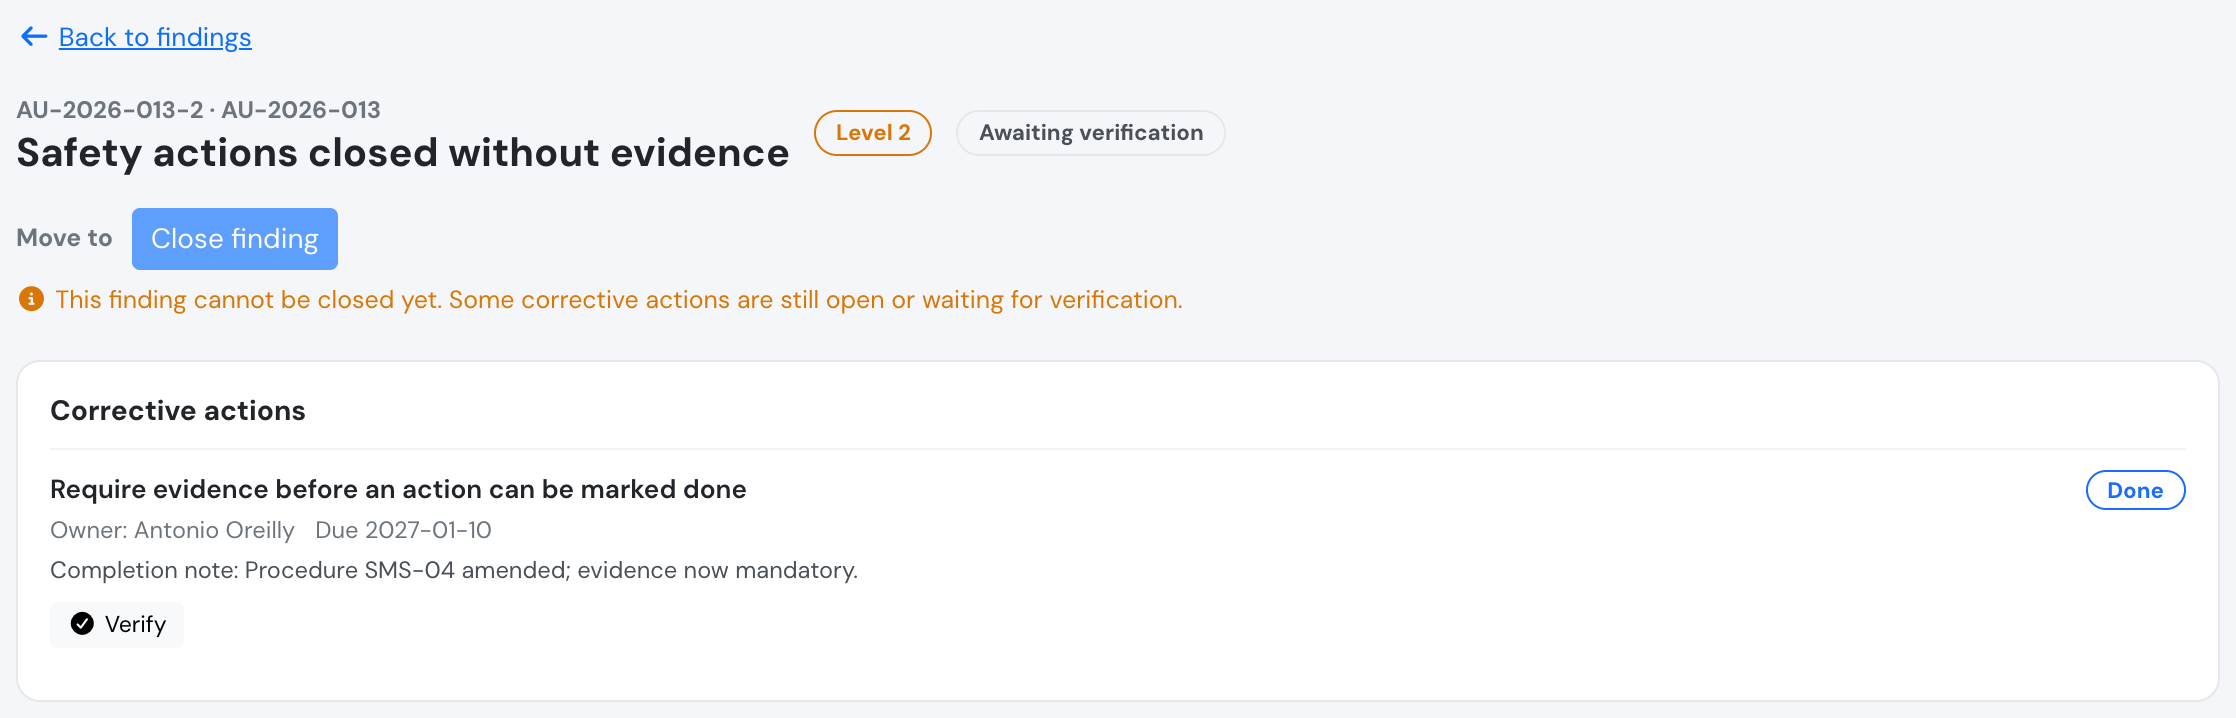 Back to findings
AU-2026-013-2 · AU-2026-013
Safety actions closed without evidence
Level 2
Awaiting verification
Move to
Close finding
This finding cannot be closed yet. Some corrective actions are still open or waiting for verification.
Corrective actions
Require evidence before an action can be marked done
Done
Owner: Antonio Oreilly Due 2027-01-10
Completion note: Procedure SMS-04 amended; evidence now mandatory.
Verify